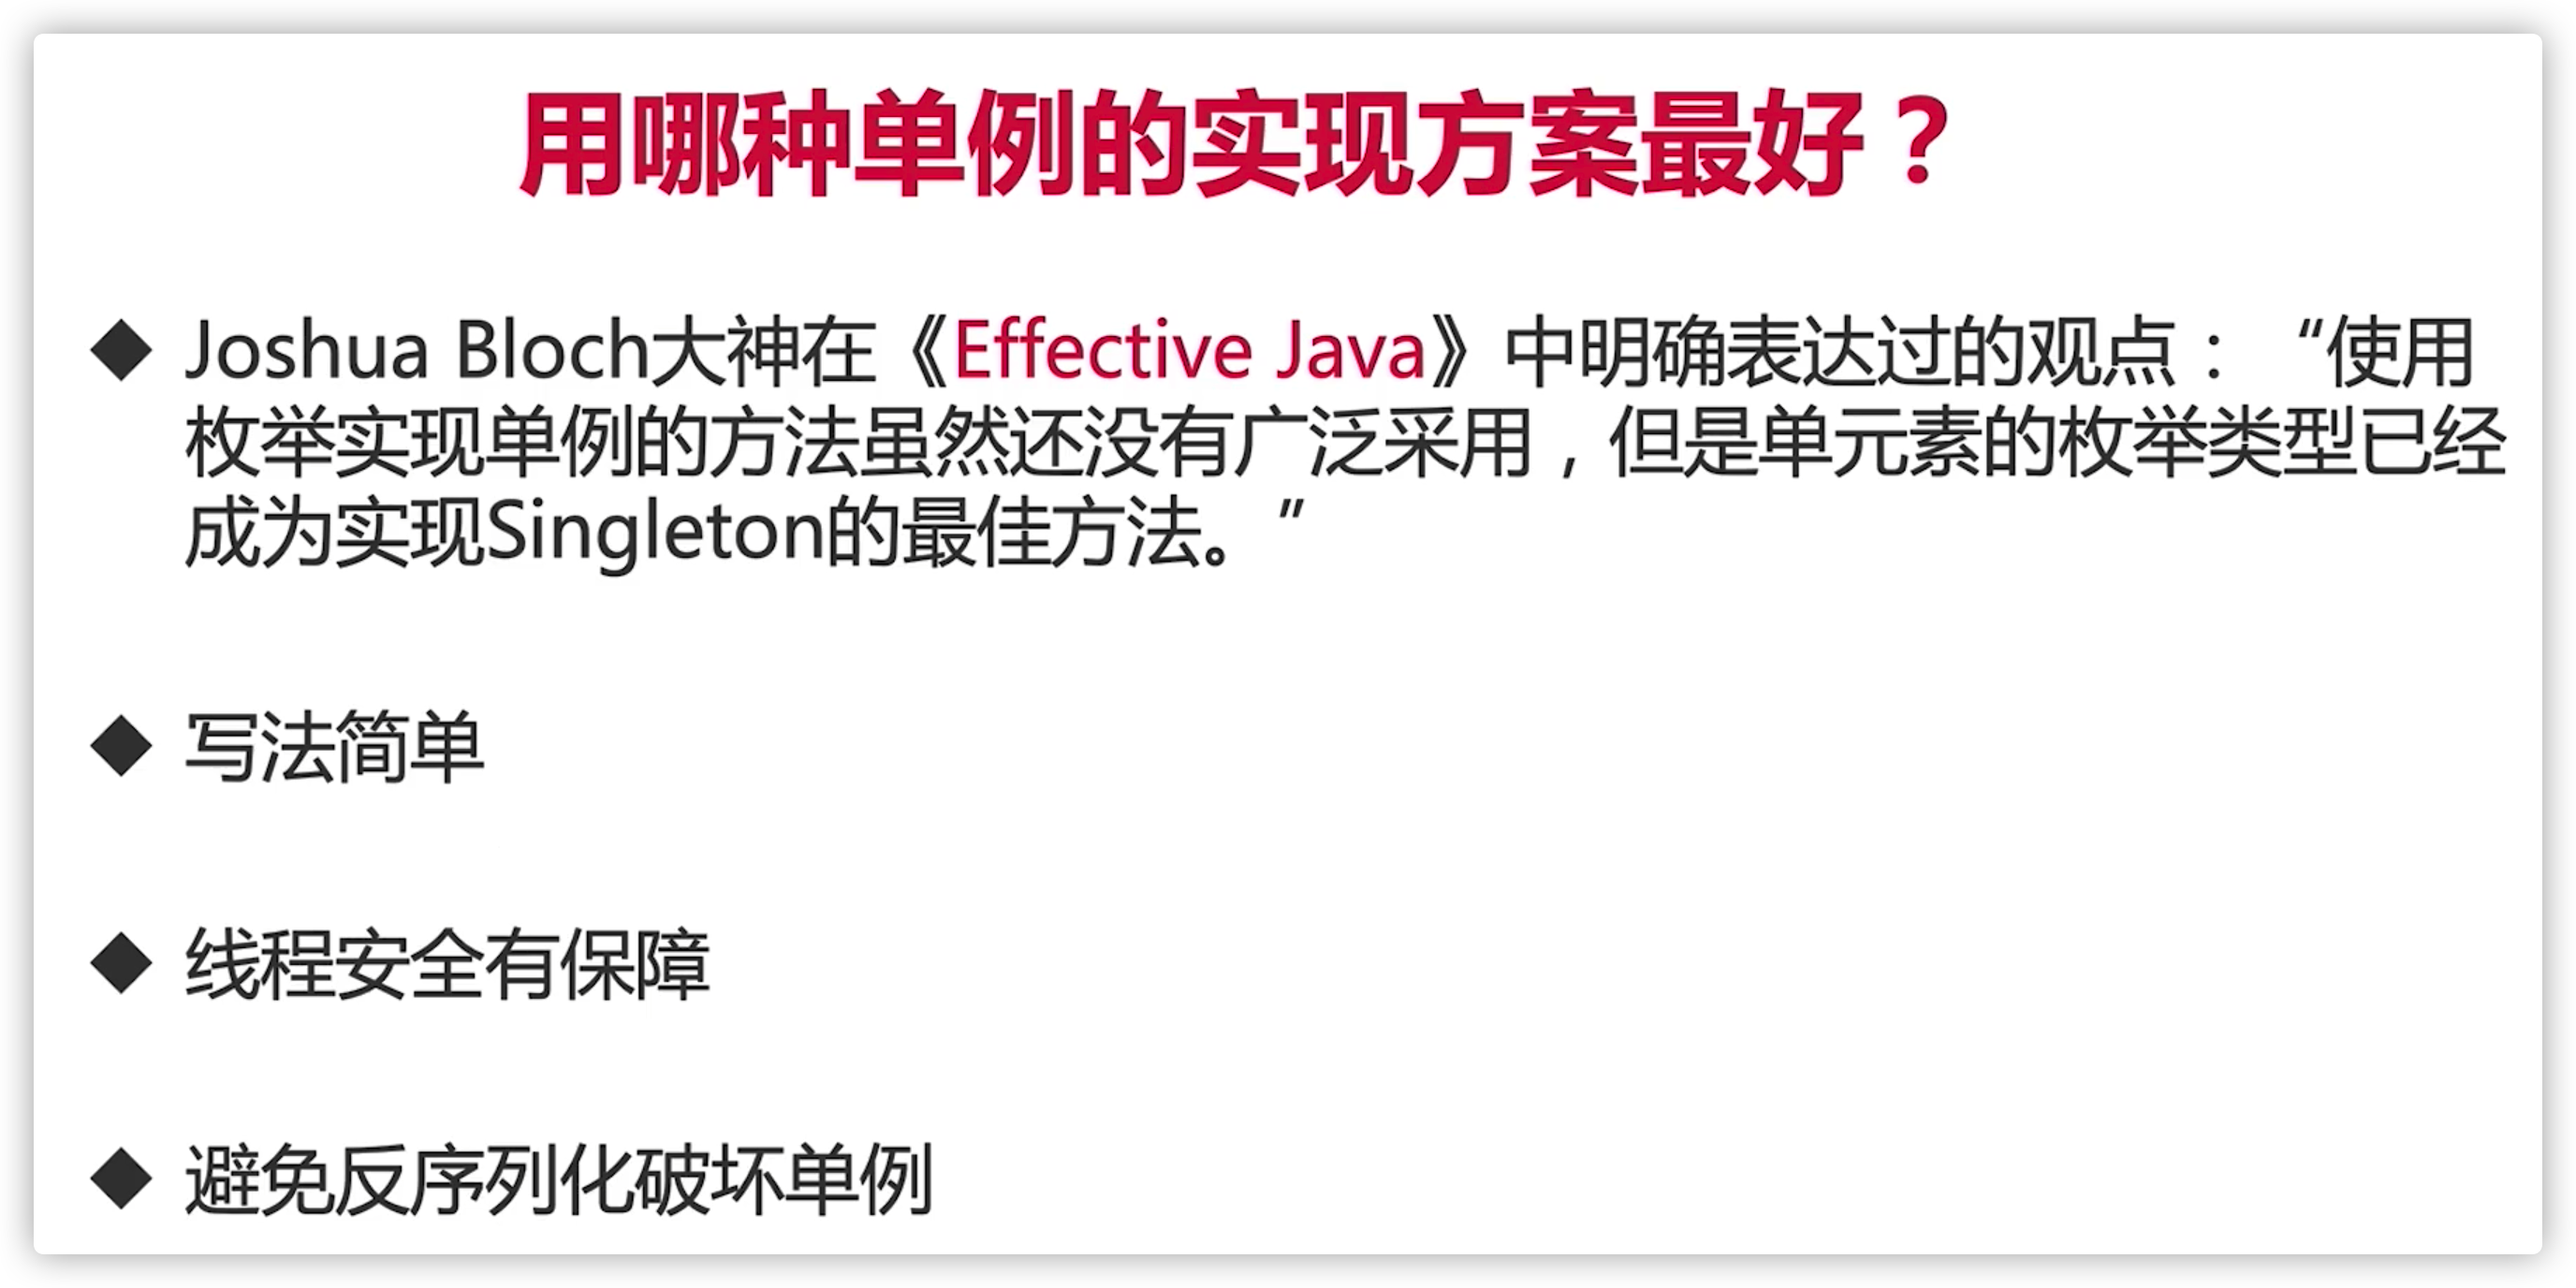 用哪种单例的实现方案最好？
◆ Joshua Bloch大神在《Effective Java》中明确表达过的观点：“使用
枚举实现单例的方法虽然还没有广泛采用，但是单元素的枚举类型已经
成为实现Singleton的最佳方法。”
◆ 写法简单
◆ 线程安全有保障
◆ 避免反序列化破坏单例